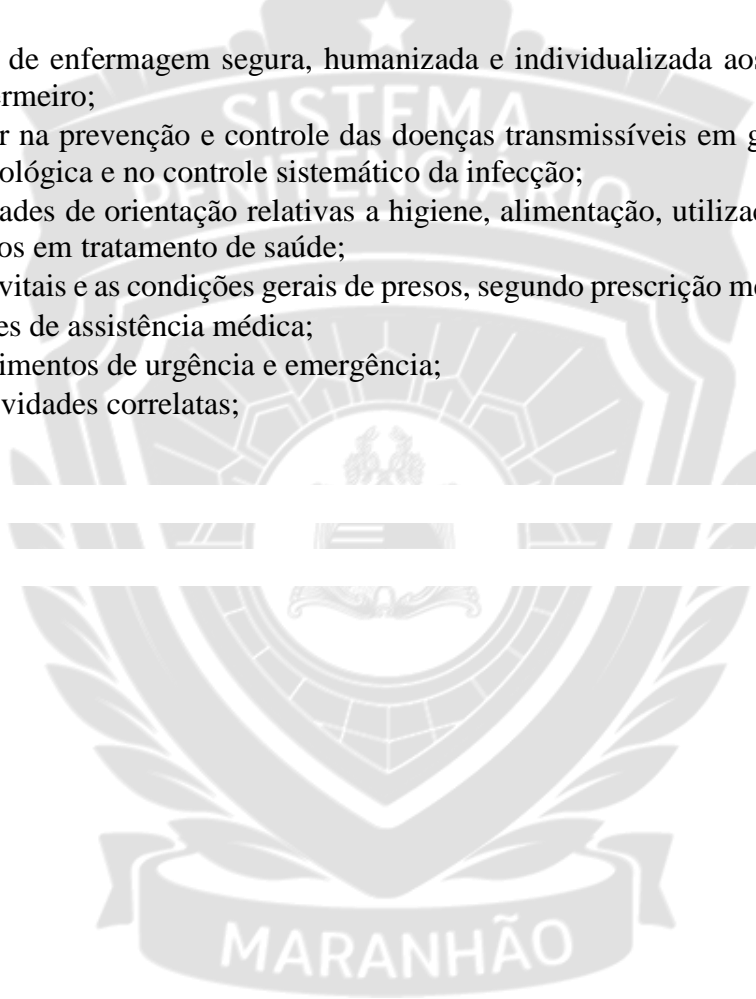 SISTEMA
PENITENCIÁRIO
de enfermagem segura, humanizada e individualizada aos
ermeiro;
r na prevenção e controle das doenças transmissíveis em g
ológica e no controle sistemático da infecção;
ades de orientação relativas a higiene, alimentação, utiliza
os em tratamento de saúde;
vitais e as condições gerais de presos, segundo prescrição m
es de assistência médica;
imentos de urgência e emergência;
vidades correlatas;
MARANHÃO